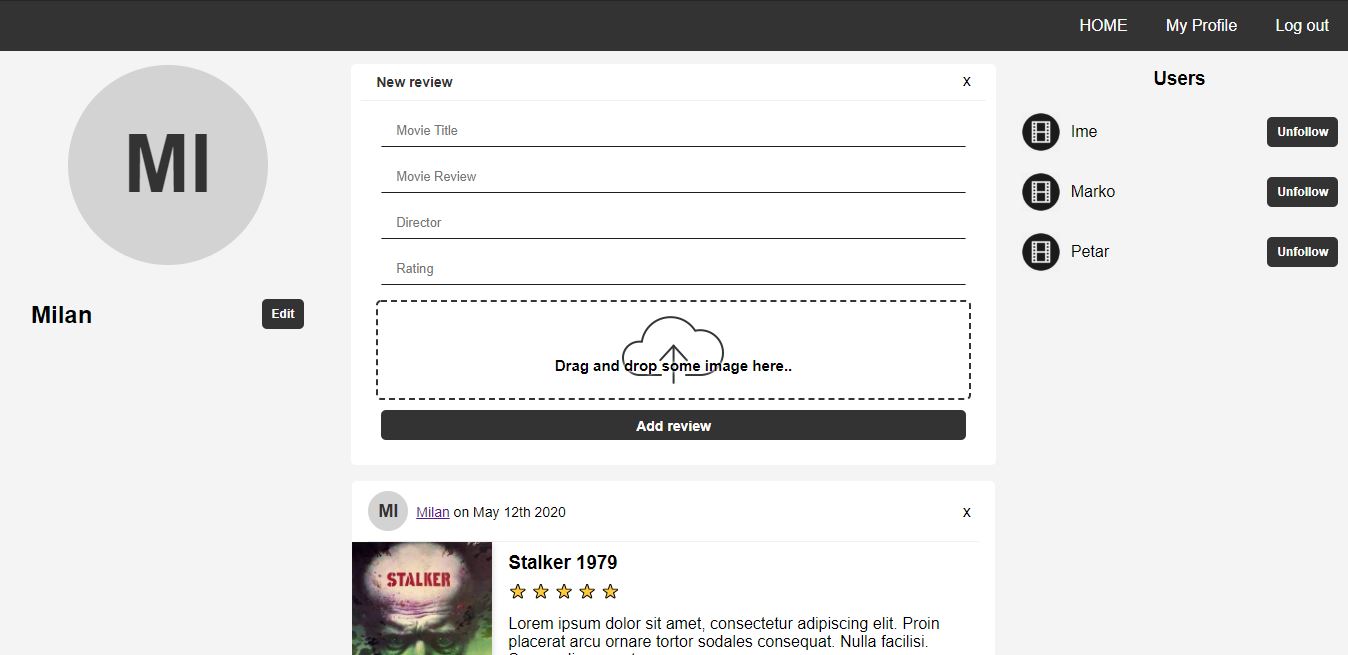 HOME My Profile Log out
MI
Milan Edit
New review X
Movie Title
Movie Review
Director
Rating
Drag and drop some image here..
Add review
MI Milan on May 12th 2020 X
STALKER
Stalker 1979
Lorem ipsum dolor sit amet, consectetur adipiscing elit. Proin
placerat arcu ornare tortor sodales consequat. Nulla facilisi.
Users
Ime Unfollow
Marko Unfollow
Petar Unfollow